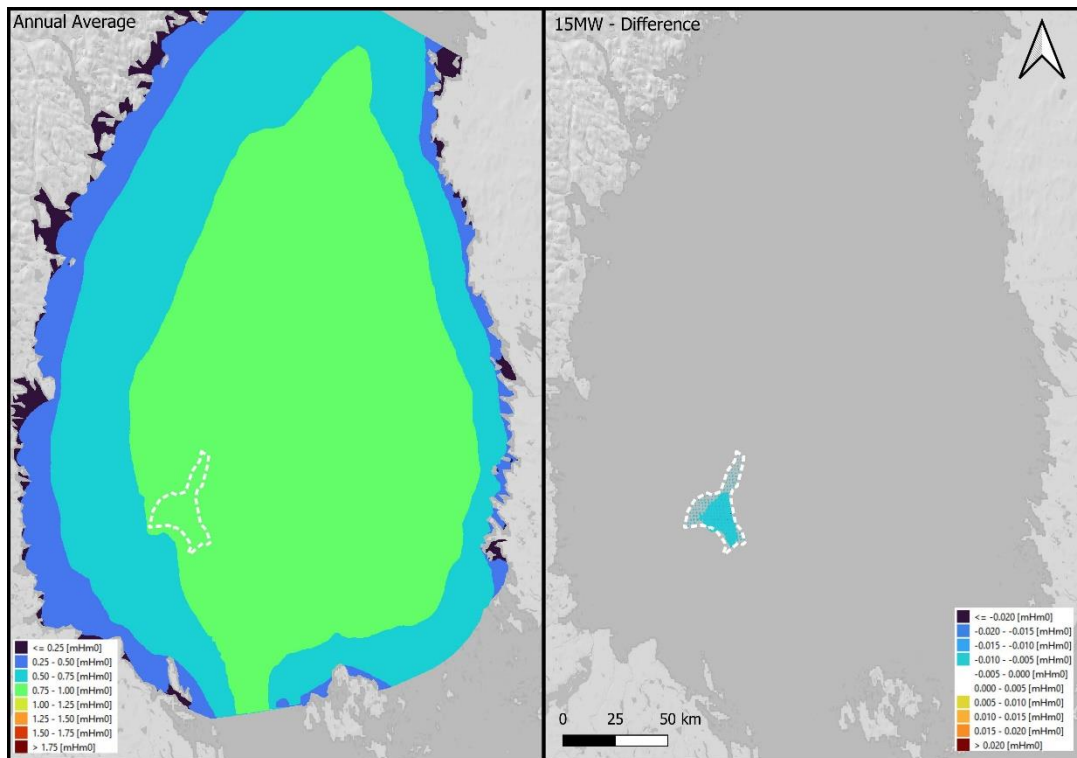 Annual Average
<= 0.25 [mHm0]
0.25 - 0.50 [mHm0]
0.50 - 0.75 [mHm0]
0.75 - 1.00 [mHm0]
1.00 - 1.25 [mHm0]
1.25 - 1.50 [mHm0]
1.50 - 1.75 [mHm0]
> 1.75 [mHm0]
15MW - Difference
0 25 50 km
<= -0.020 [mHm0]
-0.020 - -0.015 [mHm0]
-0.015 - -0.010 [mHm0]
-0.010 - -0.005 [mHm0]
-0.005 - 0.000 [mHm0]
0.000 - 0.005 [mHm0]
0.005 - 0.010 [mHm0]
0.010 - 0.015 [mHm0]
0.015 - 0.020 [mHm0]
> 0.020 [mHm0]